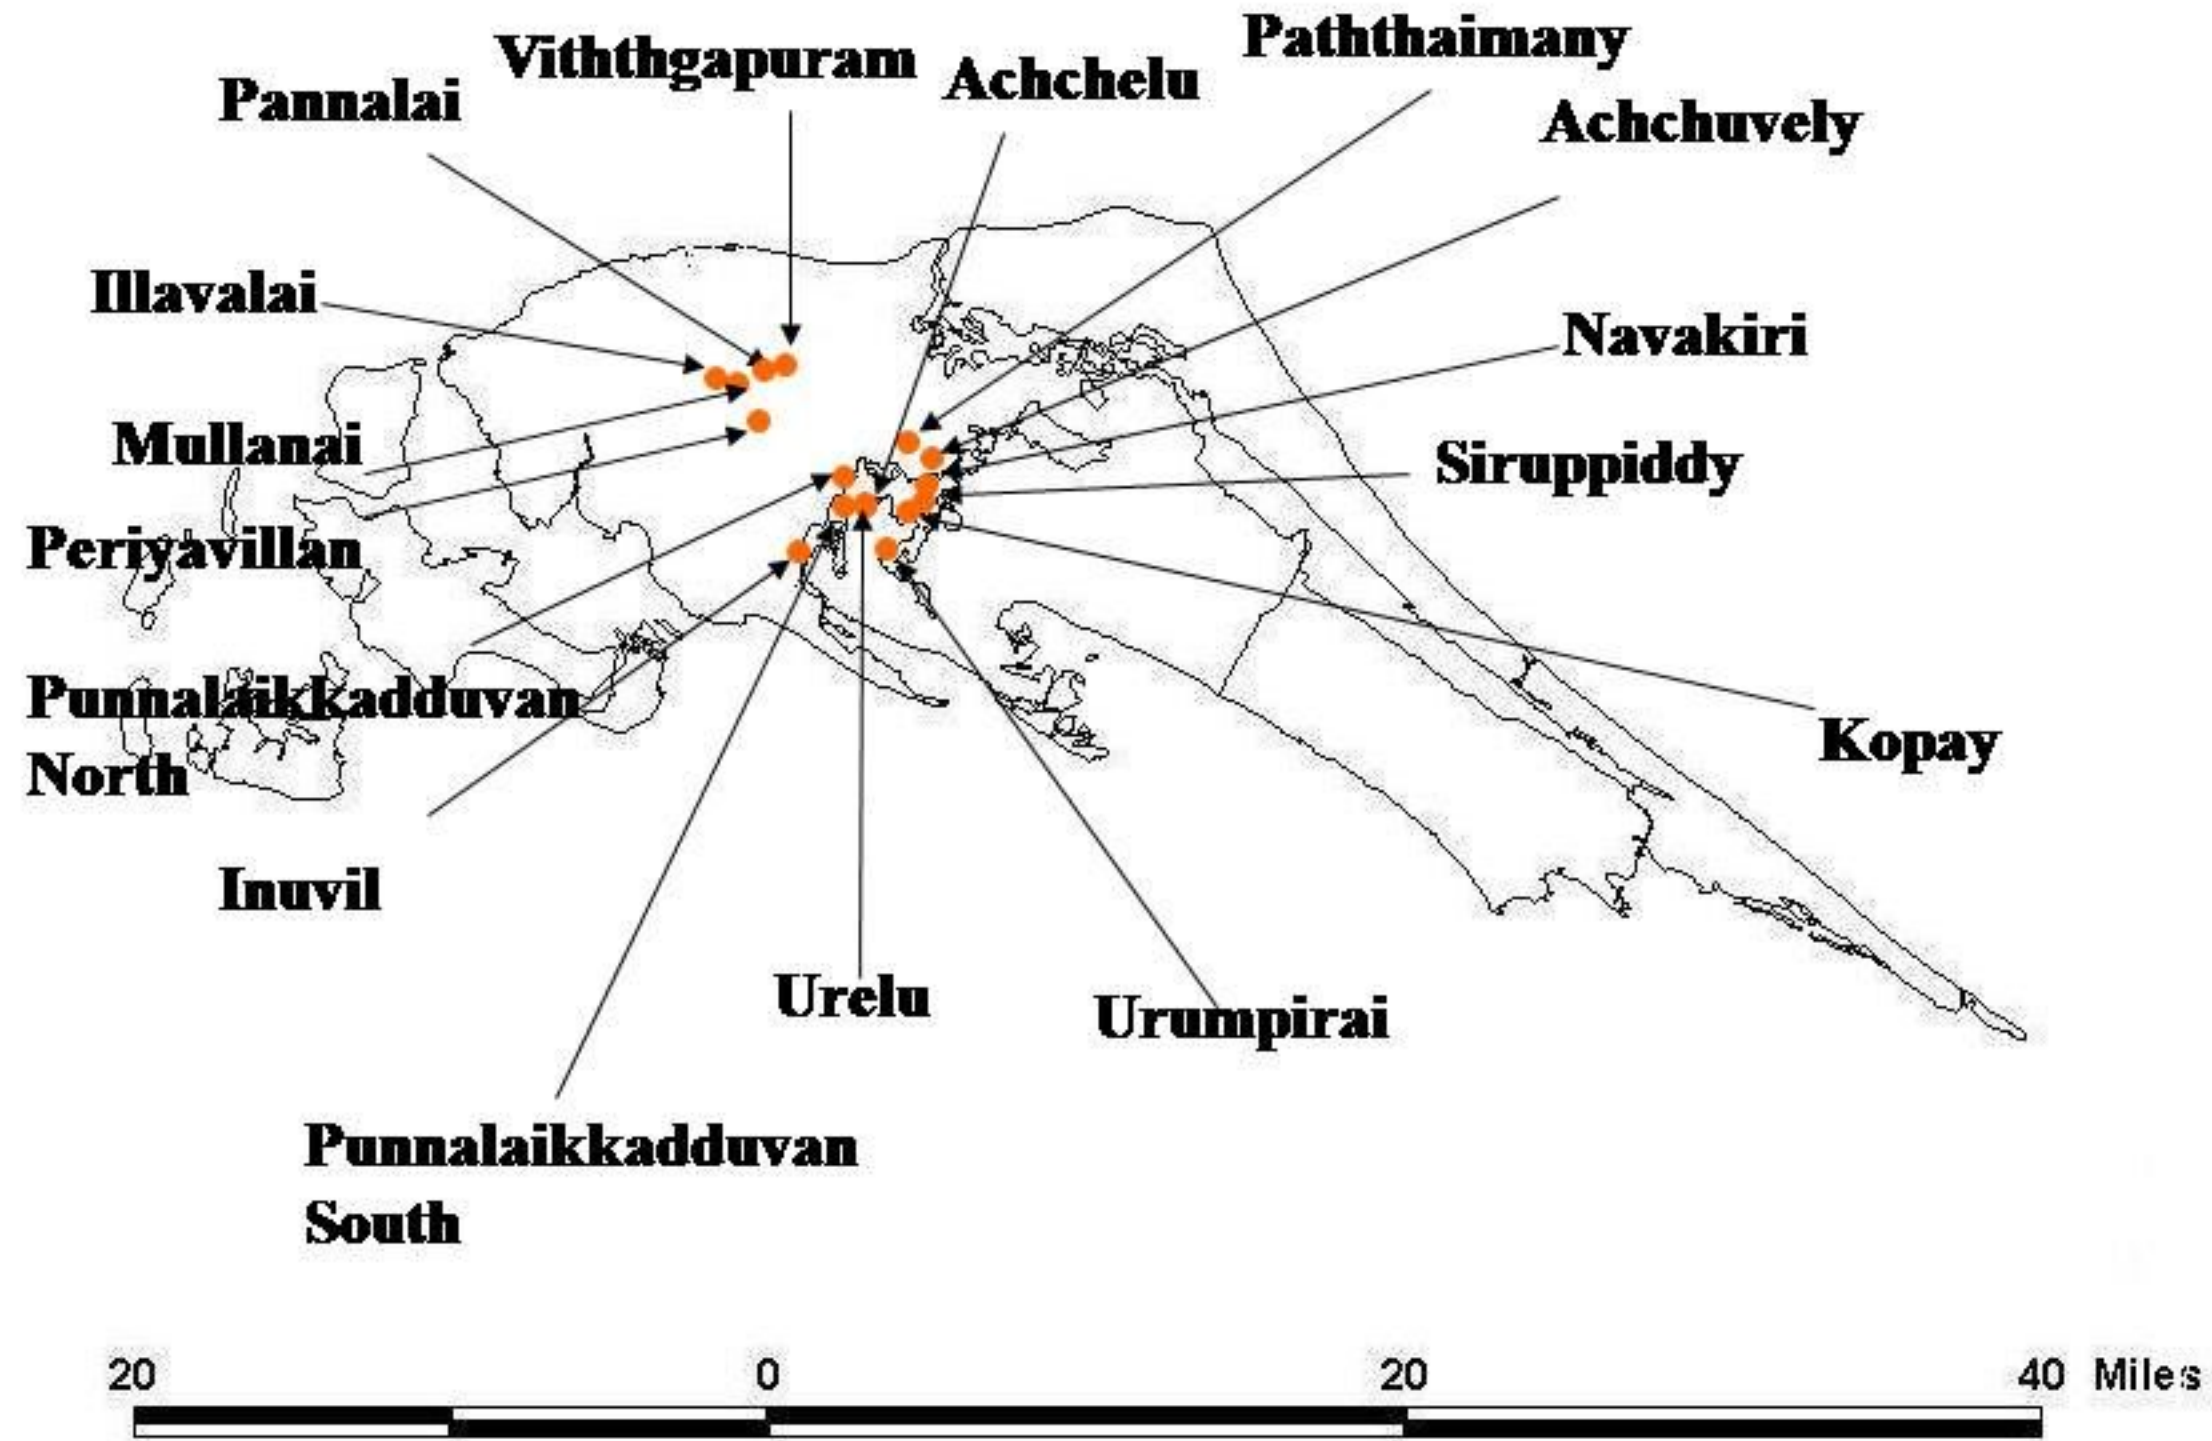 Paththaimany
Viththgapuram
Achchelu
Pannalai
Achchuvely
Illavalai
Navakiri
Mullanai
Siruppiddy
Periyavillan
Punnalaikkadduvan
North
Kopay
Inuvil
Urelu
Urumpirai
Punnalaikkadduvan
South
20 0 20 40 Miles